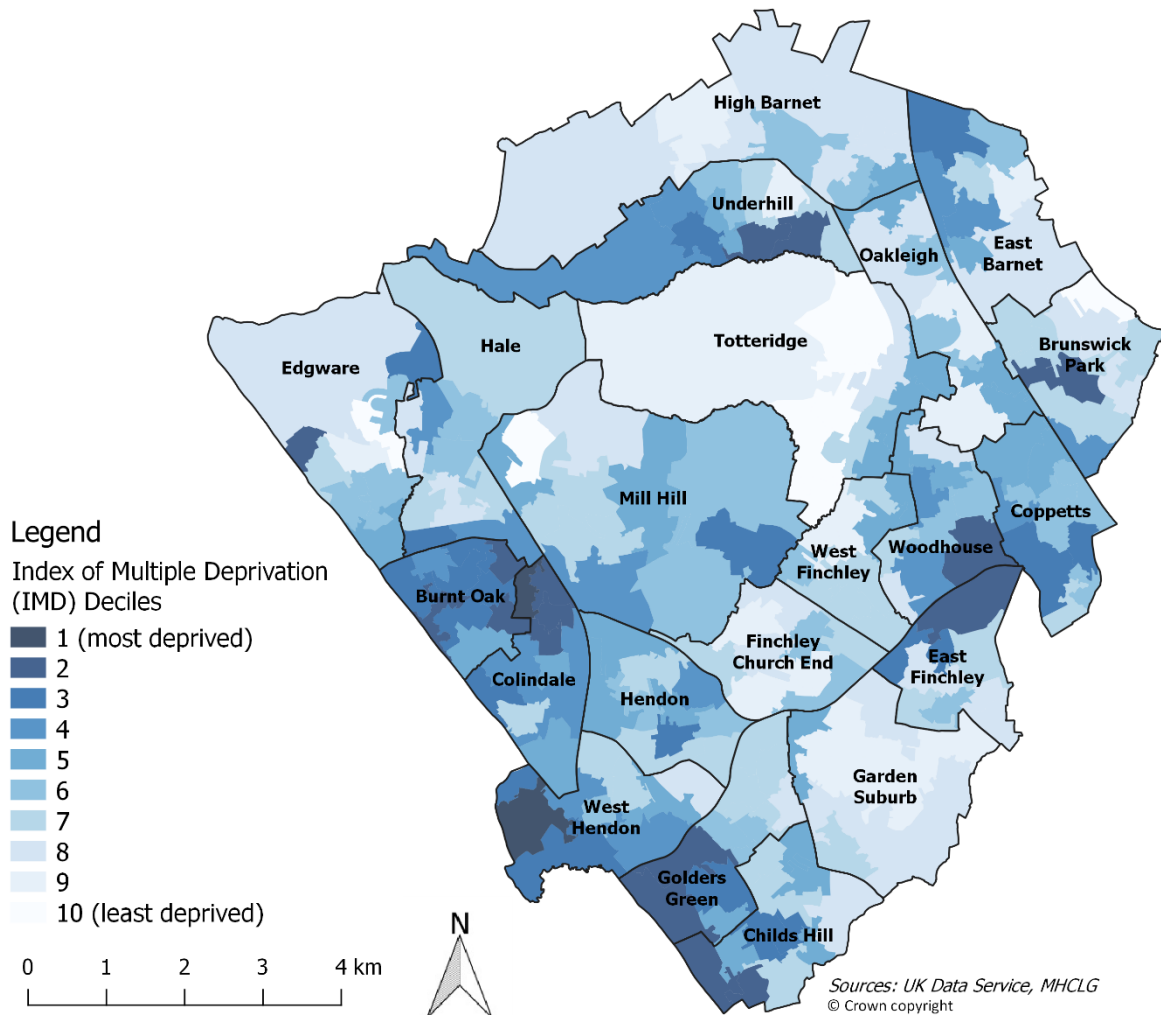 High Barnet
Underhill
Oakleigh
East
Barnet
Totteridge
Hale
Edgware
Brunswick
Park
Mill Hill
Coppetts
West
Finchley
Woodhouse
Burnt Oak
Finchley
Church End
East
Finchley
Colindale
Hendon
Garden
Suburb
West
Hendon
Golders
Green
Childs Hill
Legend
Index of Multiple Deprivation
(IMD) Deciles
1 (most deprived)
2
3
4
5
6
7
8
9
10 (least deprived)
0 1 2 3 4 km
N
Sources: UK Data Service, MHCLG
© Crown copyright